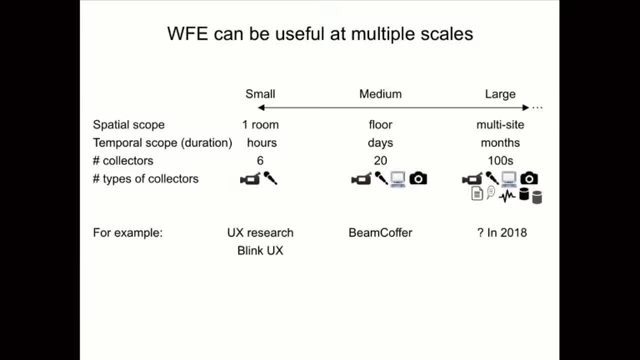 WFE can be useful at multiple scales
Small Medium Large
...
Spatial scope 1 room floor multi-site
Temporal scope (duration) hours days months
# collectors 6 20 100s
# types of collectors
For example: UX research BeamCoffer ? In 2018
Blink UX